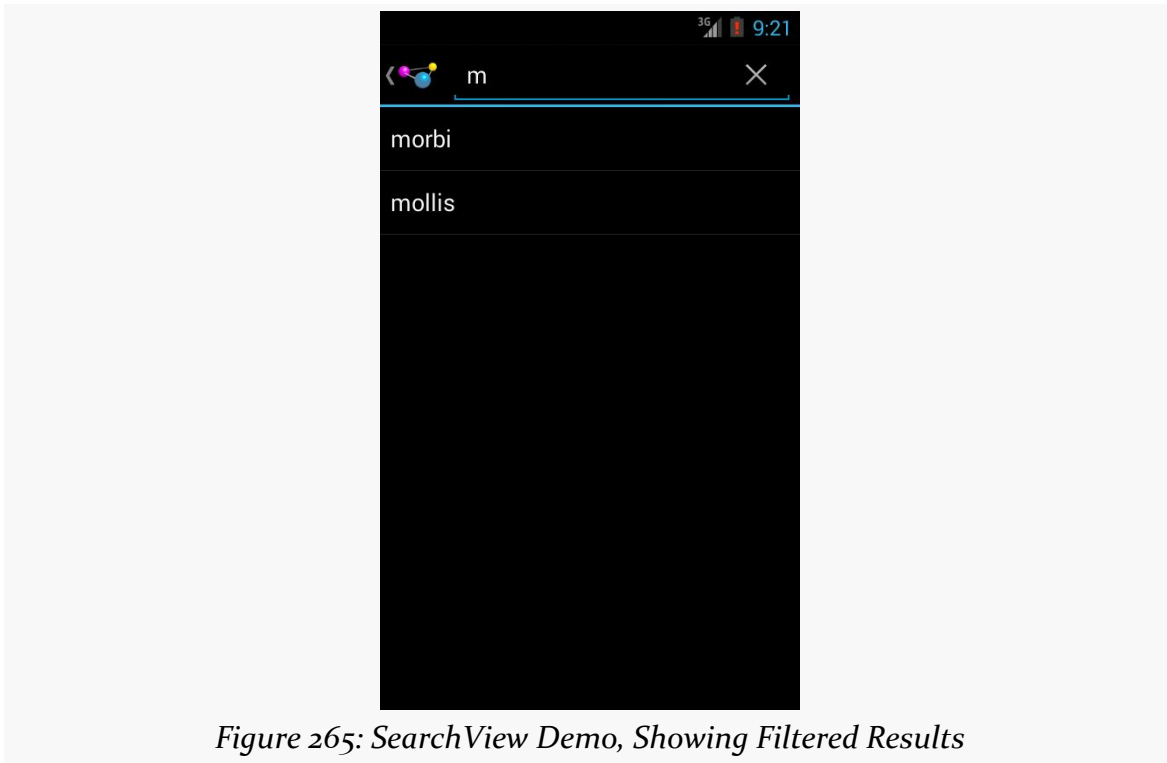 3G 9:21
m
morbi
mollis
Figure 265: SearchView Demo, Showing Filtered Results